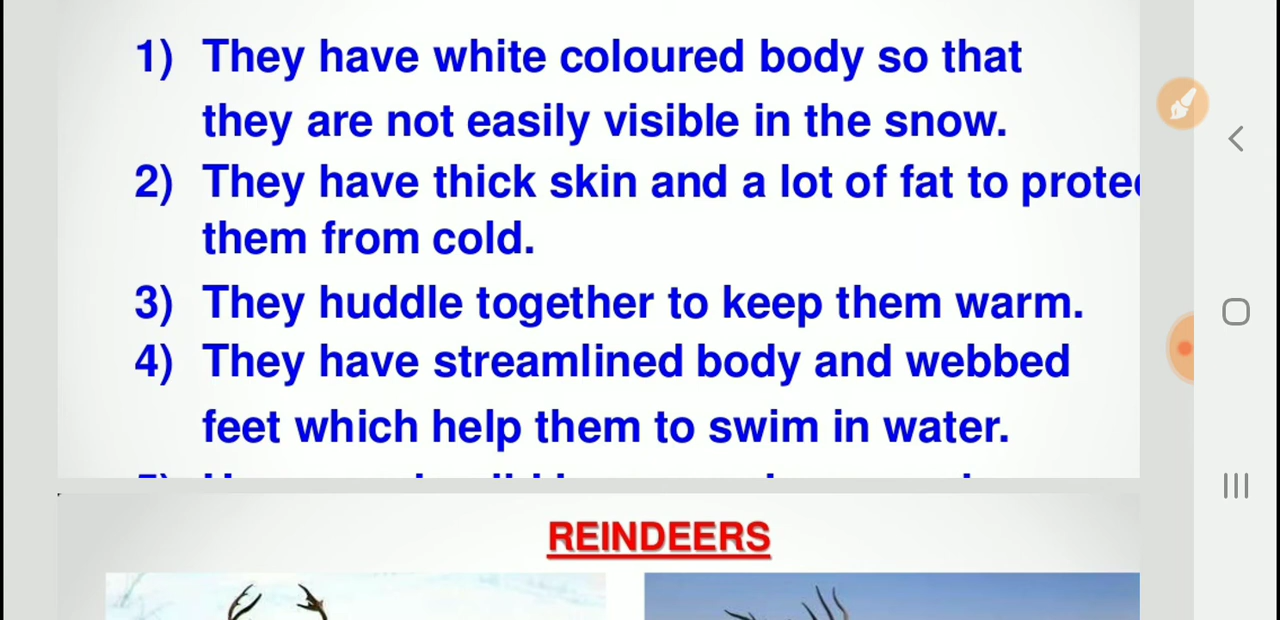 1) They have white coloured body so that
they are not easily visible in the snow.
2) They have thick skin and a lot of fat to
them from cold.
3) They huddle together to keep them warm.
4) They have streamlined body and webbed
feet which help them to swim in water.
REINDEERS